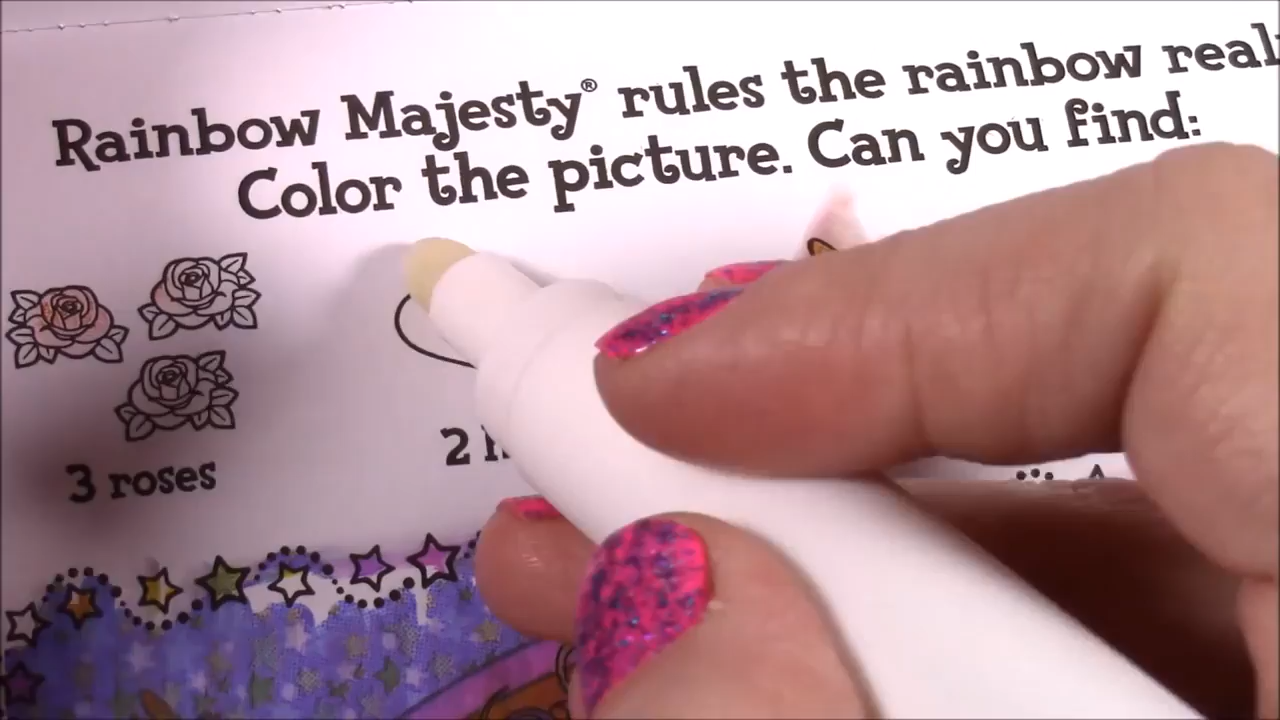 Rainbow Majesty® rules the rainbow
Color the picture. Can you find:
3 roses
2